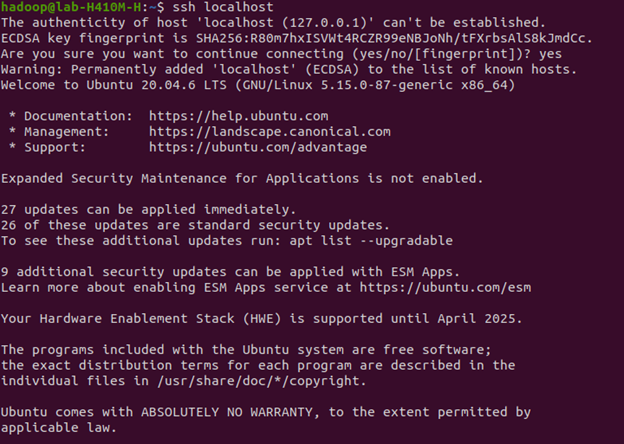 hadoop@lab-H410M-H:~$ ssh localhost
The authenticity of host 'localhost (127.0.0.1)' can't be established.
ECDSA key fingerprint is SHA256:R80m7hxISVWt4RCZR99eNBJoNh/tFXrbsAlS8kJmdCc.
Are you sure you want to continue connecting (yes/no/[fingerprint])? yes
Warning: Permanently added 'localhost' (ECDSA) to the list of known hosts.
Welcome to Ubuntu 20.04.6 LTS (GNU/Linux 5.15.0-87-generic x86_64)
* Documentation:  https://help.ubuntu.com
* Management:     https://landscape.canonical.com
* Support:        https://ubuntu.com/advantage
Expanded Security Maintenance for Applications is not enabled.
27 updates can be applied immediately.
26 of these updates are standard security updates.
To see these additional updates run: apt list --upgradable
9 additional security updates can be applied with ESM Apps.
Learn more about enabling ESM Apps service at https://ubuntu.com/esm
Your Hardware Enablement Stack (HWE) is supported until April 2025.
The programs included with the Ubuntu system are free software;
the exact distribution terms for each program are described in the
individual files in /usr/share/doc/*/copyright.
Ubuntu comes with ABSOLUTELY NO WARRANTY, to the extent permitted by
applicable law.